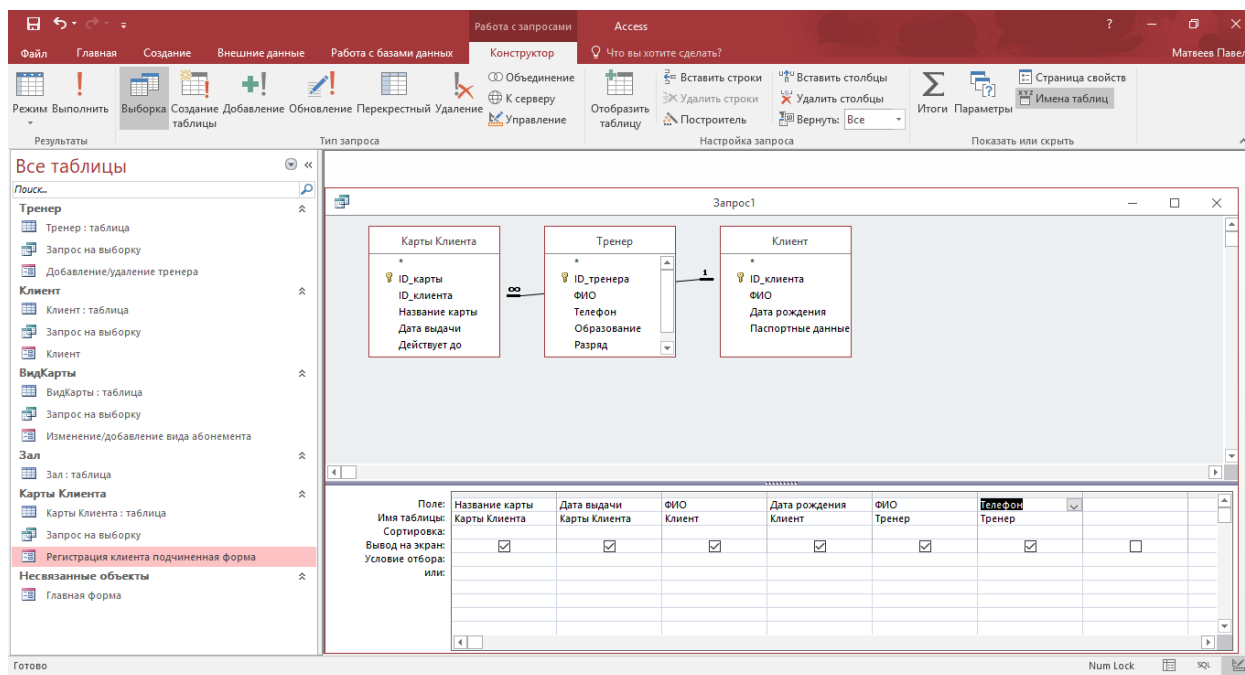 Работа с запросами
Access
?
Файл
Главная
Создание
Внешние данные
Работа с базами данных
Конструктор
Что вы хотите сделать?
Матвеев Павел
Режим
Выполнить
Выборка
Создание таблицы
Добавление
Обновление
Перекрестный
Удаление
Объединение
К серверу
Управление
Отобразить таблицу
Вставить строки
Удалить строки
Построитель
Вставить столбцы
Удалить столбцы
Вернуть: Все
Итоги
Параметры
Страница свойств
Имена таблиц
Результаты
Тип запроса
Настройка запроса
Показать или скрыть
Все таблицы
Поиск...
Тренер
Тренер : таблица
Запрос на выборку
Добавление/удаление тренера
Клиент
Клиент : таблица
Запрос на выборку
Клиент
ВидКарты
ВидКарты : таблица
Запрос на выборку
Изменение/добавление вида абонемента
Зал
Зал : таблица
Карты Клиента
Карты Клиента : таблица
Запрос на выборку
Регистрация клиента подчиненная форма
Несвязанные объекты
Главная форма
Запрос1
Карты Клиента
*
ID_карты
ID_клиента
Название карты
Дата выдачи
Действует до
∞
Тренер
*
ID_тренера
ФИО
Телефон
Образование
Разряд
1
Клиент
*
ID_клиента
ФИО
Дата рождения
Паспортные данные
Поле: Название карты Дата выдачи ФИО Дата рождения ФИО Телефон
Имя таблицы: Карты Клиента Карты Клиента Клиент Клиент Тренер Тренер
Сортировка:
Вывод на экран:
Условие отбора:
или:
Готово
Num Lock
SQL